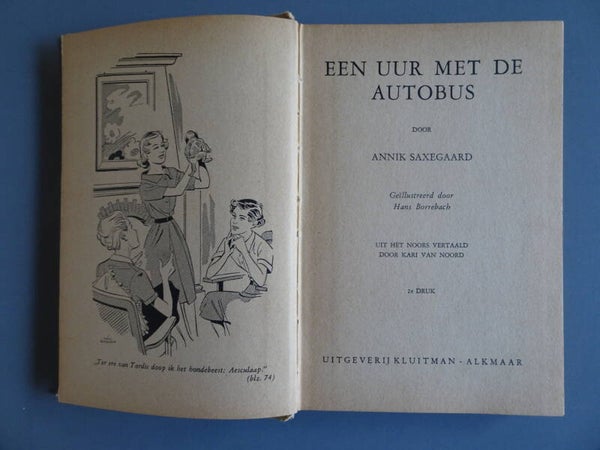 „Ter ere van Tordis doop ik het hondebeest: Aesculaap.”
(blz. 74)
EEN UUR MET DE
AUTOBUS
DOOR
ANNIK SAXEGAARD
Geïllustreerd door
Hans Borrebach
UIT HET NOORS VERTAALD
DOOR KARI VAN NOORD
2e DRUK
UITGEVERIJ KLUITMAN - ALKMAAR